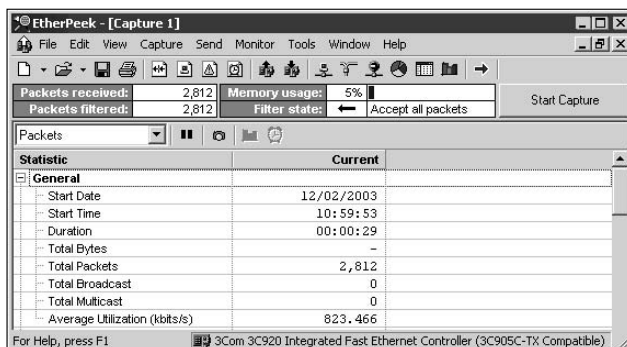 EtherPeek - [Capture 1]
File Edit View Capture Send Monitor Tools Window Help
Packets received: 2,812 Memory usage: 5%
Packets filtered: 2,812 Filter state: Accept all packets
Start Capture
Packets
Statistic Current
General
Start Date 12/02/2003
Start Time 10:59:53
Duration 00:00:29
Total Bytes -
Total Packets 2,812
Total Broadcast 0
Total Multicast 0
Average Utilization (kbits/s) 823.466
For Help, press F1 3Com 3C920 Integrated Fast Ethernet Controller (3C905C-TX Compatible)